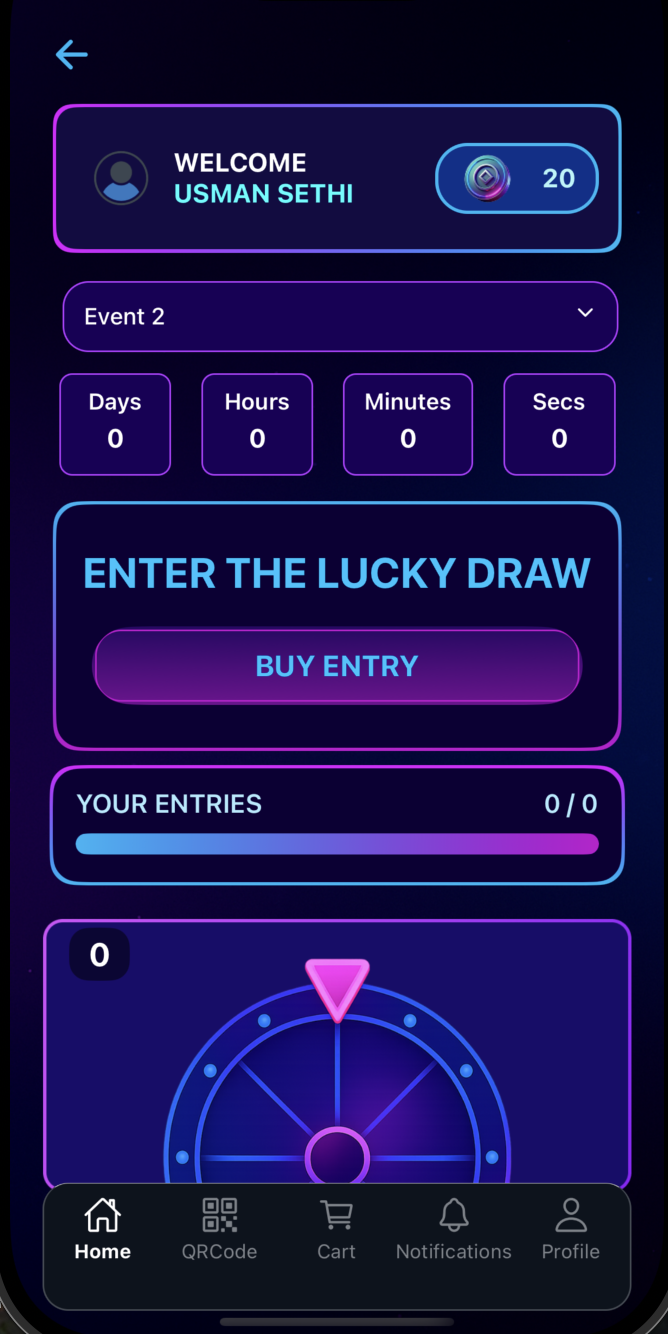 WELCOME
USMAN SETHI
20
Event 2
Days
0
Hours
0
Minutes
0
Secs
0
ENTER THE LUCKY DRAW
BUY ENTRY
YOUR ENTRIES
0 / 0
0
Home
QRCode
Cart
Notifications
Profile